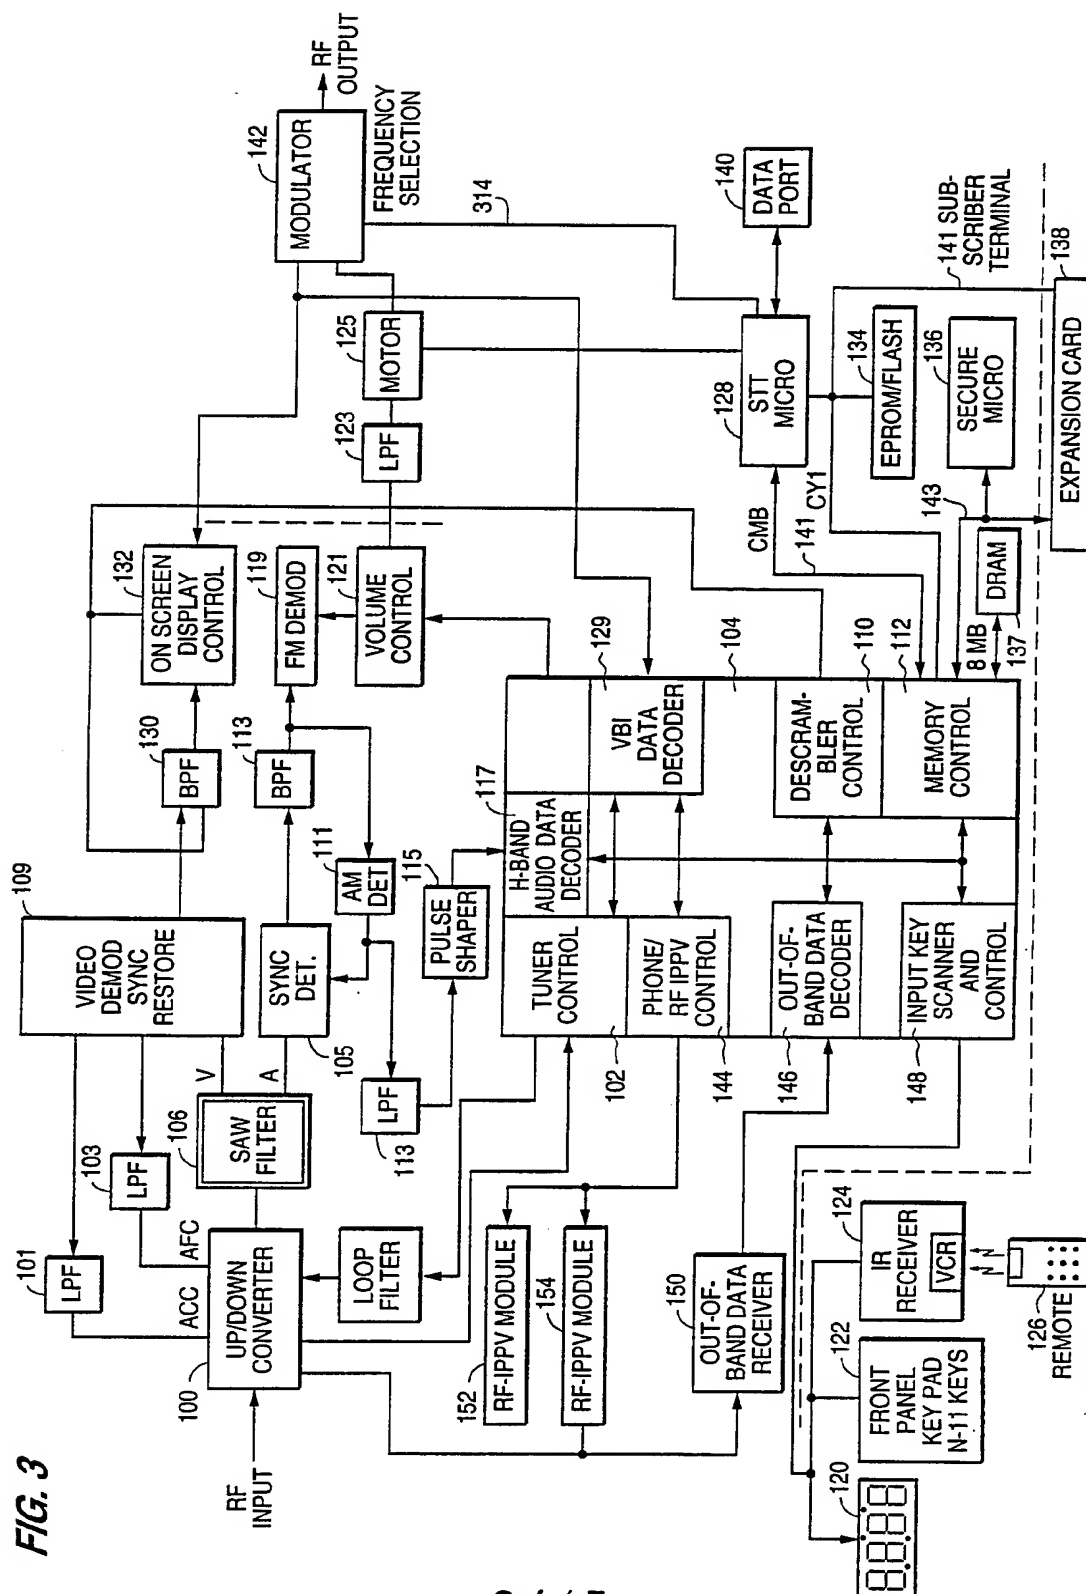 FIG. 3
RF
INPUT
100
UP/DOWN
CONVERTER
ACC
AFC
101
LPF
103
LPF
106
SAW
FILTER
V
A
109
VIDEO
DEMOD
SYNC
RESTORE
105
SYNC
DET.
111
AM
DET
113
LPF
115
PULSE
SHAPER
130
BPF
113
BPF
132
ON SCREEN
DISPLAY
CONTROL
119
FM DEMOD
121
VOLUME
CONTROL
123
LPF
125
MOTOR
142
MODULATOR
RF
OUTPUT
FREQUENCY
SELECTION
314
LOOP
FILTER
152
RF-IPPV MODULE
154
RF-IPPV MODULE
150
OUT-OF-
BAND DATA
RECEIVER
117
H-BAND
AUDIO DATA
DECODER
129
VBI
DATA
DECODER
104
TUNER
CONTROL
102
PHONE/
RF IPPV
CONTROL
144
110
DESCRAM-
BLER
CONTROL
112
MEMORY
CONTROL
OUT-OF-
BAND DATA
DECODER
146
INPUT KEY
SCANNER
AND
CONTROL
148
128
STT
MICRO
CMB
141
CY1
140
DATA
PORT
134
EPROM/FLASH
136
SECURE
MICRO
143
DRAM
137
8 MB
141 SUB-
SCRIBER
TERMINAL
138
EXPANSION CARD
120
88:88
122
FRONT
PANEL
KEY PAD
N-11 KEYS
124
IR
RECEIVER
VCR
126
REMOTE